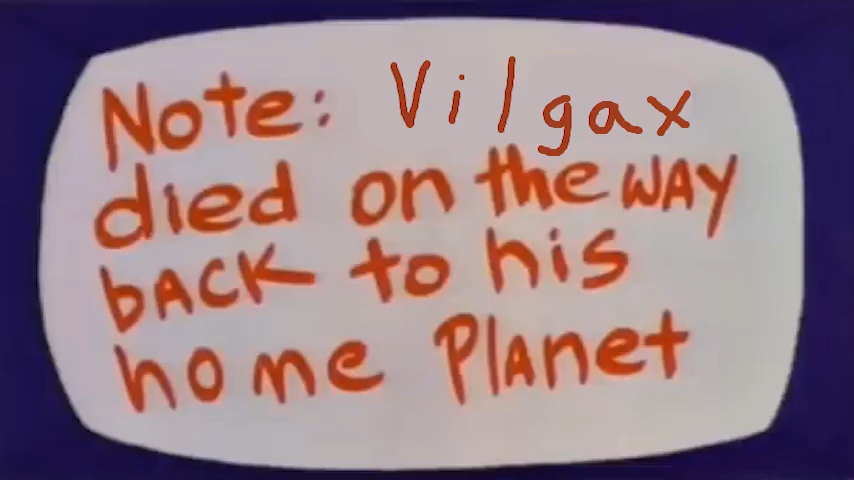 Note: Vilgax
died on the WAY
bACK to his
home PlAnet